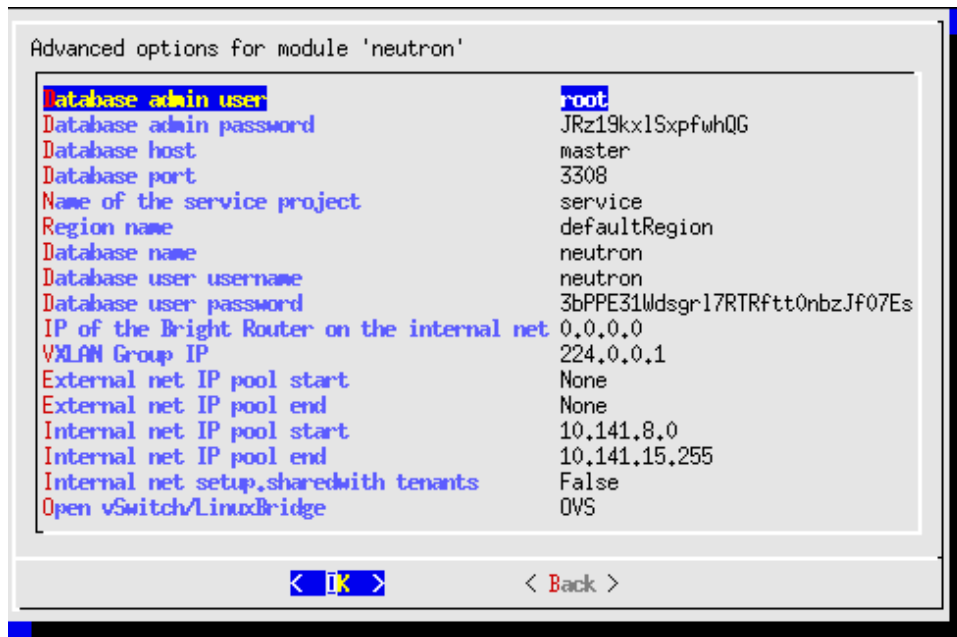 Advanced options for module 'neutron'
Database admin user root
Database admin password JRz19kxlSxpfwhQG
Database host master
Database port 3308
Name of the service project service
Region name defaultRegion
Database name neutron
Database user username neutron
Database user password 3bPPE31Wdsgrl7RTRftt0nbzJf07Es
IP of the Bright Router on the internal net 0.0.0.0
VXLAN Group IP 224.0.0.1
External net IP pool start None
External net IP pool end None
Internal net IP pool start 10.141.8.0
Internal net IP pool end 10.141.15.255
Internal net setup.sharedwith tenants False
Open vSwitch/LinuxBridge OVS
< OK > < Back >